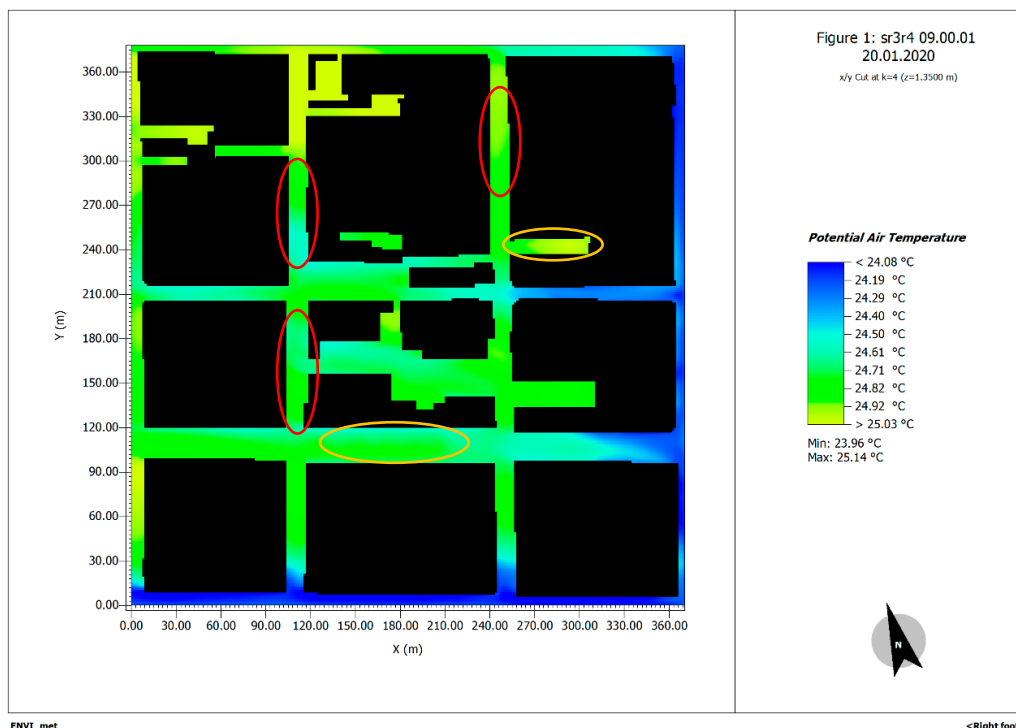 Figure 1: sr3r4 09.00.01
20.01.2020
x/y Cut at k=4 (z=1.3500 m)
Y (m)
360.00
330.00
300.00
270.00
240.00
210.00
180.00
150.00
120.00
90.00
60.00
30.00
0.00
0.00 30.00 60.00 90.00 120.00 150.00 180.00 210.00 240.00 270.00 300.00 330.00 360.00
X (m)
Potential Air Temperature
< 24.08 °C
24.19 °C
24.29 °C
24.40 °C
24.50 °C
24.61 °C
24.71 °C
24.82 °C
24.92 °C
> 25.03 °C
Min: 23.96 °C
Max: 25.14 °C
N
ENVI_met
<Right foot